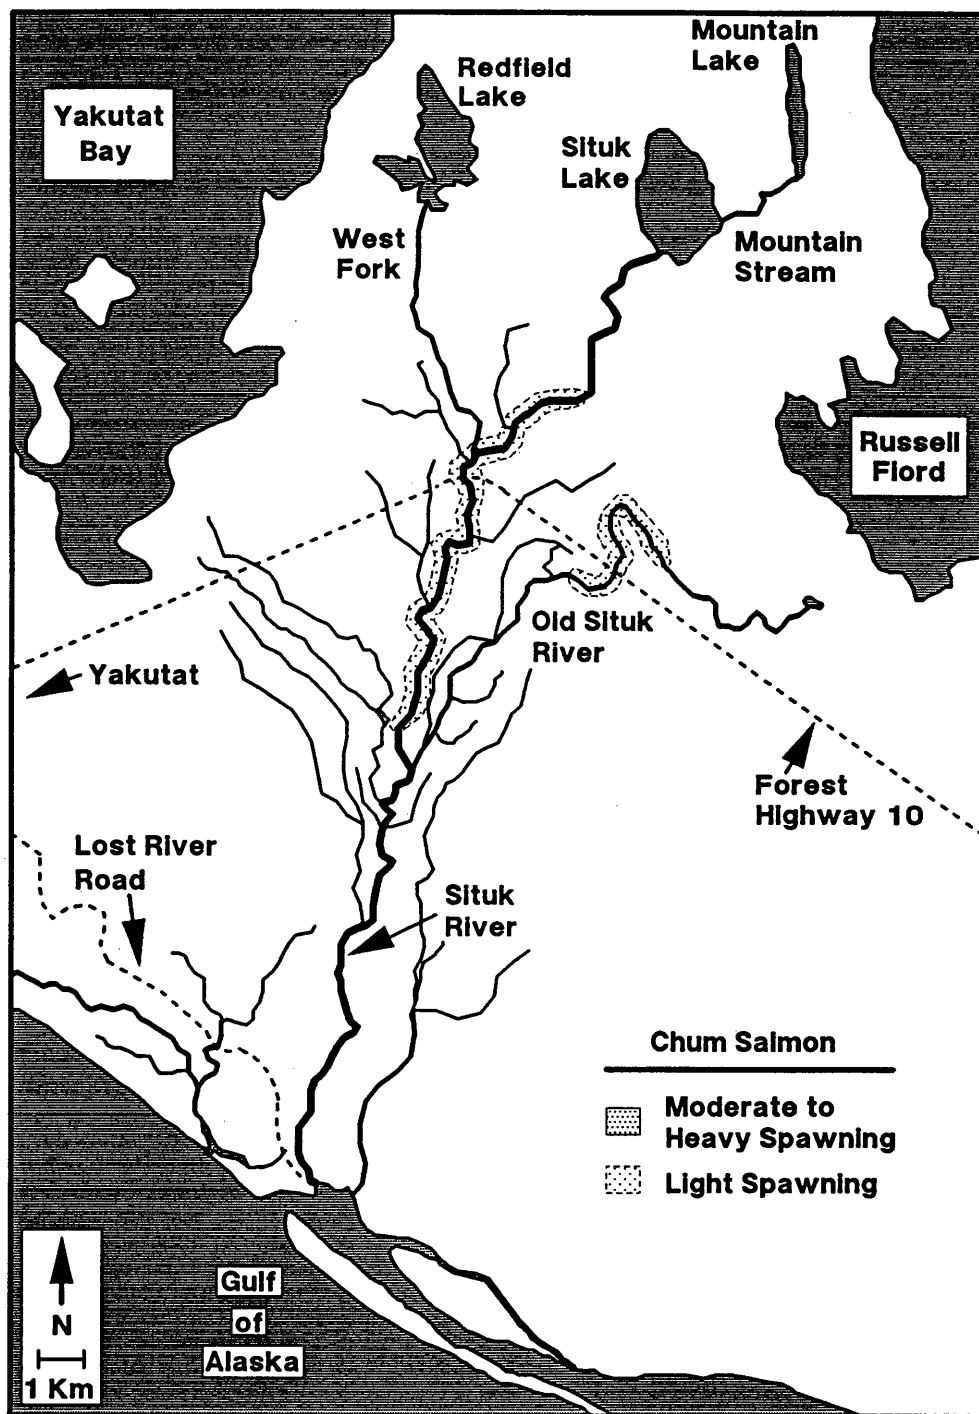 Mountain
Lake
Redfield
Lake
Yakutat
Bay
Situk
Lake
West
Fork
Mountain
Stream
Russell
Fiord
Old Situk
River
Yakutat
Forest
Highway 10
Lost River
Road
Situk
River
Chum Salmon
Moderate to
Heavy Spawning
Light Spawning
Gulf
of
Alaska
N
1 Km